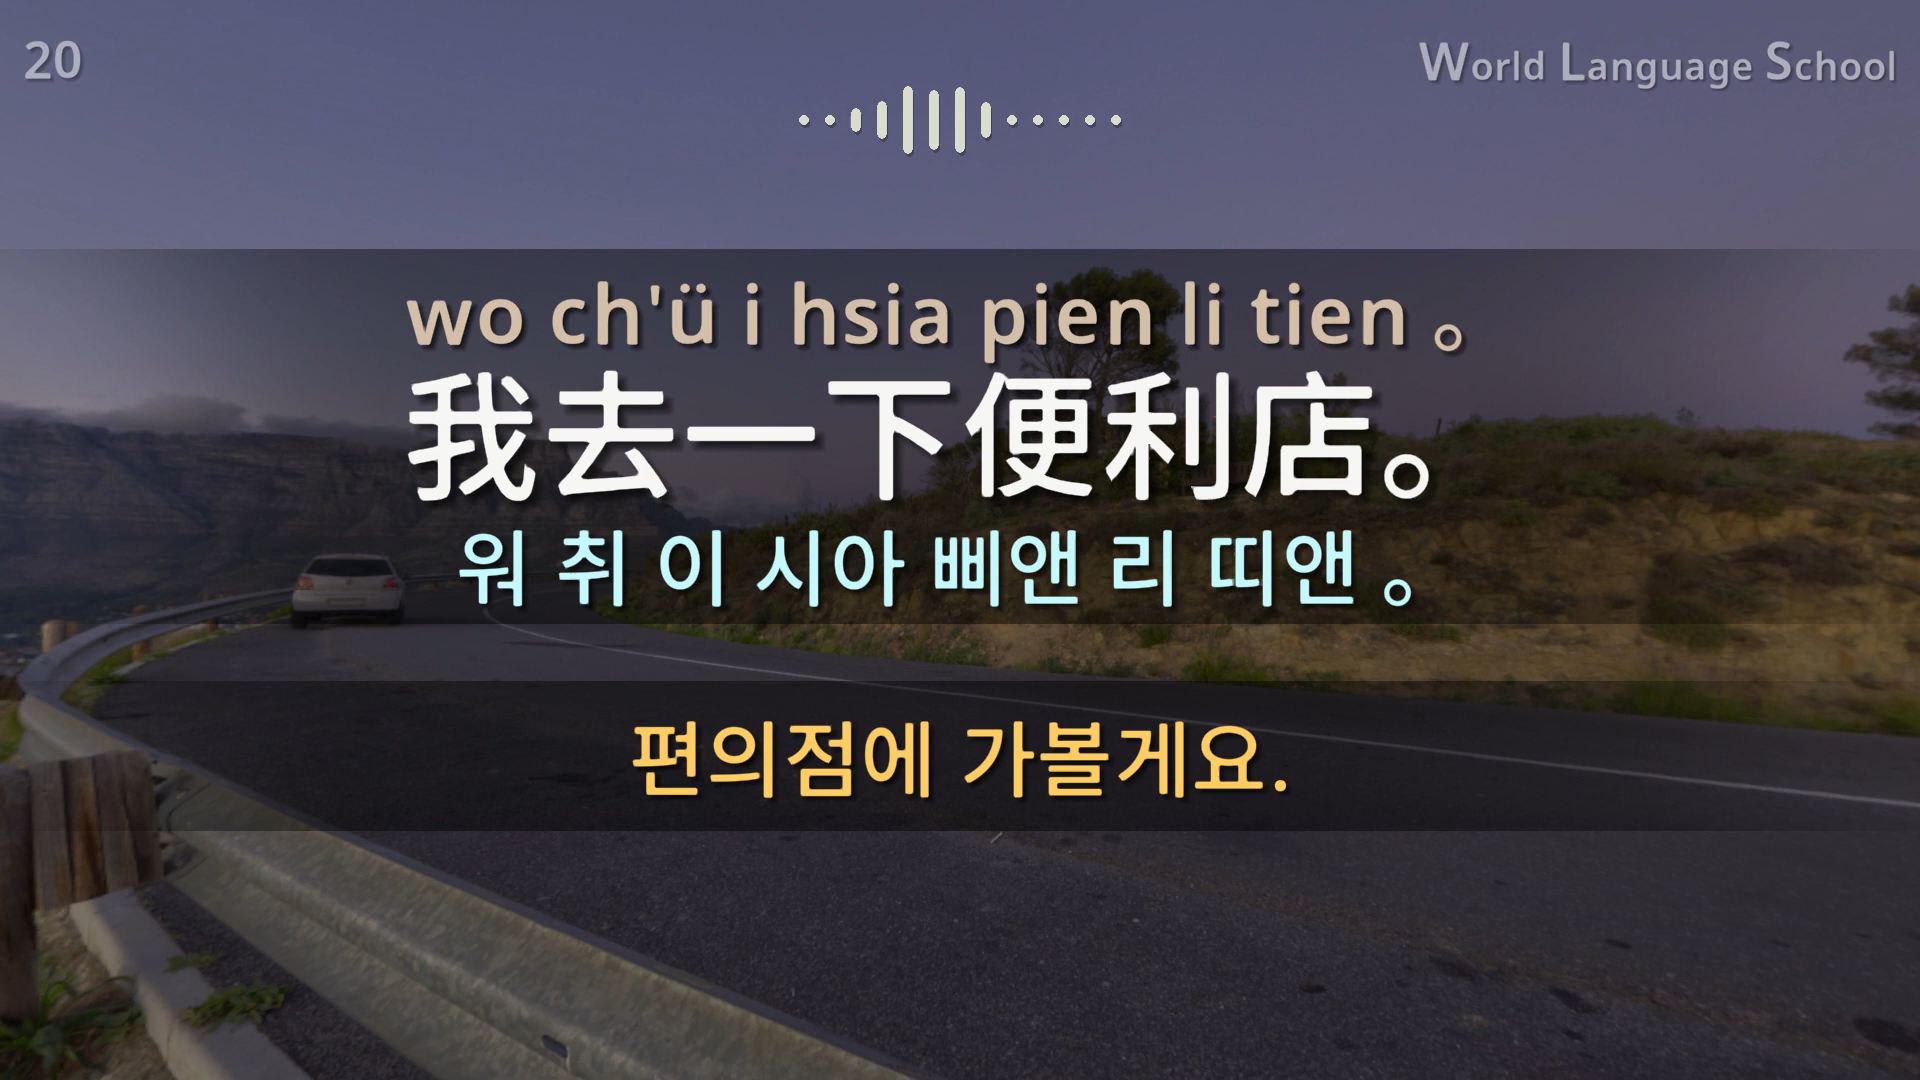 20
World Language School
wo ch'ü i hsia pien li tien 。
我去一下便利店。
워 취 이 시아 삐앤 리 띠앤 。
편의점에 가볼게요.